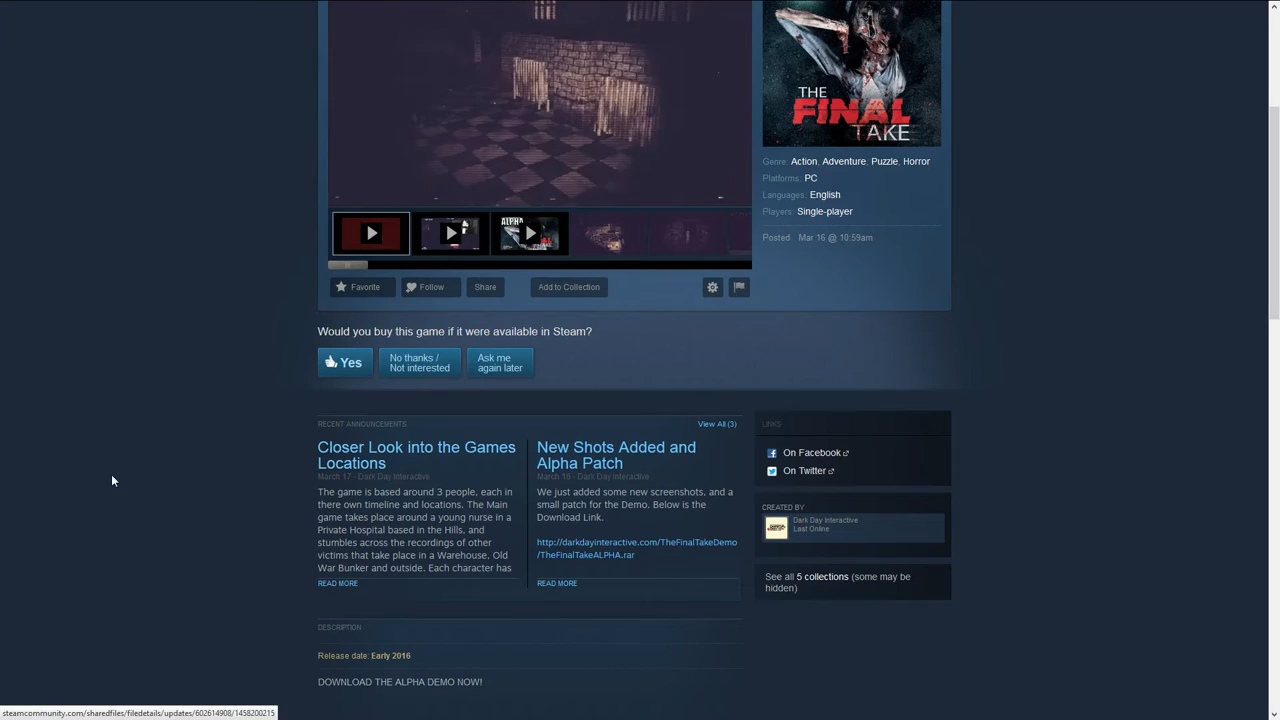 THE
FINAL
TAKE
Genre: Action, Adventure, Puzzle, Horror
Platforms: PC
Languages: English
Players: Single-player
Posted Mar 16 @ 10:59am
ALPHA
Favorite
Follow
Share
Add to Collection
Would you buy this game if it were available in Steam?
Yes
No thanks /
Not interested
Ask me
again later
RECENT ANNOUNCEMENTS
View All (3)
Closer Look into the Games
Locations
March 17 - Dark Day Interactive
The game is based around 3 people, each in
there own timeline and locations. The Main
game takes place around a young nurse in a
Private Hospital based in the Hills, and
stumbles across the recordings of other
victims that take place in a Warehouse, Old
War Bunker and outside. Each character has
READ MORE
New Shots Added and
Alpha Patch
March 16 - Dark Day Interactive
We just added some new screenshots, and a
small patch for the Demo. Below is the
Download Link.
http://darkdayinteractive.com/TheFinalTakeDemo
/TheFinalTakeALPHA.rar
READ MORE
LINKS
On Facebook
On Twitter
CREATED BY
Dark Day Interactive
Last Online
See all 5 collections (some may be
hidden)
DESCRIPTION
Release date: Early 2016
DOWNLOAD THE ALPHA DEMO NOW!
steamcommunity.com/sharedfiles/filedetails/updates/602614908/1458200215